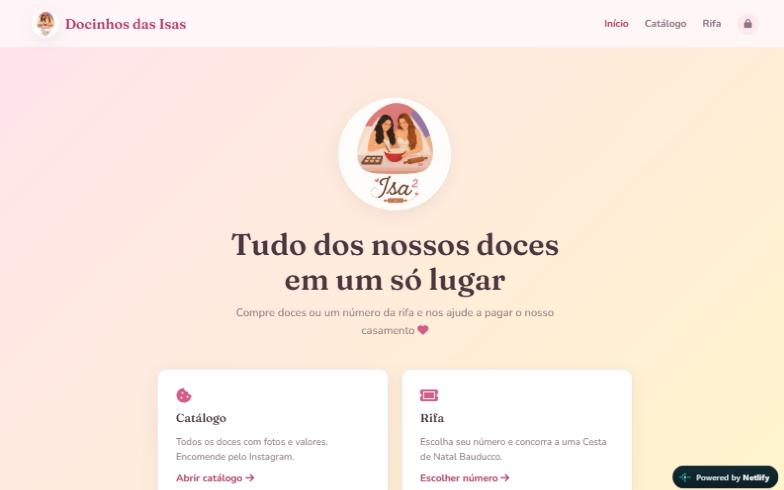 Docinhos das Isas
Início
Catálogo
Rifa
Isa²
Tudo dos nossos doces
em um só lugar
Compre doces ou um número da rifa e nos ajude a pagar o nosso
casamento
Catálogo
Todos os doces com fotos e valores.
Encomende pelo Instagram.
Abrir catálogo →
Rifa
Escolha seu número e concorra a uma Cesta
de Natal Bauducco.
Escolher número →
Powered by Netlify